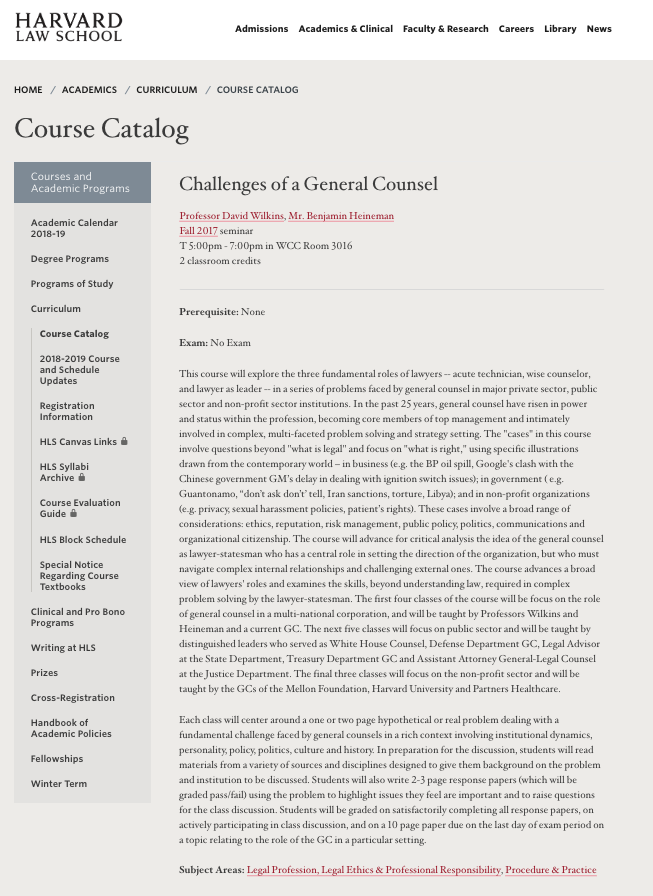 HARVARD
LAW SCHOOL
Admissions Academics & Clinical Faculty & Research Careers Library News
HOME / ACADEMICS / CURRICULUM / COURSE CATALOG
Course Catalog
Courses and
Academic Programs
Academic Calendar
2018-19
Degree Programs
Programs of Study
Curriculum
Course Catalog
2018-2019 Course
and Schedule
Updates
Registration
Information
HLS Canvas Links
HLS Syllabi
Archive
Course Evaluation
Guide
HLS Block Schedule
Special Notice
Regarding Course
Textbooks
Clinical and Pro Bono
Programs
Writing at HLS
Prizes
Cross-Registration
Handbook of
Academic Policies
Fellowships
Winter Term
Challenges of a General Counsel
Professor David Wilkins, Mr. Benjamin Heineman
Fall 2017 seminar
T 5:00pm - 7:00pm in WCC Room 3016
2 classroom credits
Prerequisite: None
Exam: No Exam
This course will explore the three fundamental roles of lawyers -- acute technician, wise counselor,
and lawyer as leader -- in a series of problems faced by general counsel in major private sector, public
sector and non-profit sector institutions. In the past 25 years, general counsel have risen in power
and status within the profession, becoming core members of top management and intimately
involved in complex, multi-faceted problem solving and strategy setting. The "cases" in this course
involve questions beyond "what is legal" and focus on "what is right," using specific illustrations
drawn from the contemporary world – in business (e.g. the BP oil spill, Google's clash with the
Chinese government GM's delay in dealing with ignition switch issues); in government ( e.g.
Guantonamo, “don't ask don't’ tell, Iran sanctions, torture, Libya); and in non-profit organizations
(e.g. privacy, sexual harassment policies, patient's rights). These cases involve a broad range of
considerations: ethics, reputation, risk management, public policy, politics, communications and
organizational citizenship. The course will advance for critical analysis the idea of the general counsel
as lawyer-statesman who has a central role in setting the direction of the organization, but who must
navigate complex internal relationships and challenging external ones. The course advances a broad
view of lawyers' roles and examines the skills, beyond understanding law, required in complex
problem solving by the lawyer-statesman. The first four classes of the course will be focus on the role
of general counsel in a multi-national corporation, and will be taught by Professors Wilkins and
Heineman and a current GC. The next five classes will focus on public sector and will be taught by
distinguished leaders who served as White House Counsel, Defense Department GC, Legal Advisor
at the State Department, Treasury Department GC and Assistant Attorney General-Legal Counsel
at the Justice Department. The final three classes will focus on the non-profit sector and will be
taught by the GCs of the Mellon Foundation, Harvard University and Partners Healthcare.
Each class will center around a one or two page hypothetical or real problem dealing with a
fundamental challenge faced by general counsels in a rich context involving institutional dynamics,
personality, policy, politics, culture and history. In preparation for the discussion, students will read
materials from a variety of sources and disciplines designed to give them background on the problem
and institution to be discussed. Students will also write 2-3 page response papers (which will be
graded pass/fail) using the problem to highlight issues they feel are important and to raise questions
for the class discussion. Students will be graded on satisfactorily completing all response papers, on
actively participating in class discussion, and on a 10 page paper due on the last day of exam period on
a topic relating to the role of the GC in a particular setting.
Subject Areas: Legal Profession, Legal Ethics & Professional Responsibility, Procedure & Practice